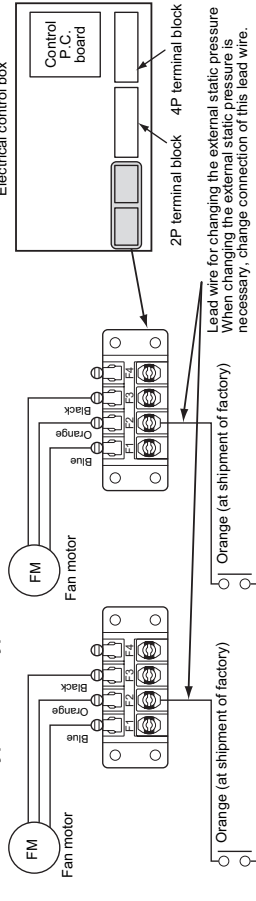 Electrical control box
Control
P.C.
board
2P terminal block
4P terminal block
FM
Fan motor
Blue
Orange
Black
F1
F2
F3
F4
Orange (at shipment of factory)
FM
Fan motor
Blue
Orange
Black
F1
F2
F3
F4
Orange (at shipment of factory)
Lead wire for changing the external static pressure
When changing the external static pressure is
necessary, change connection of this lead wire.